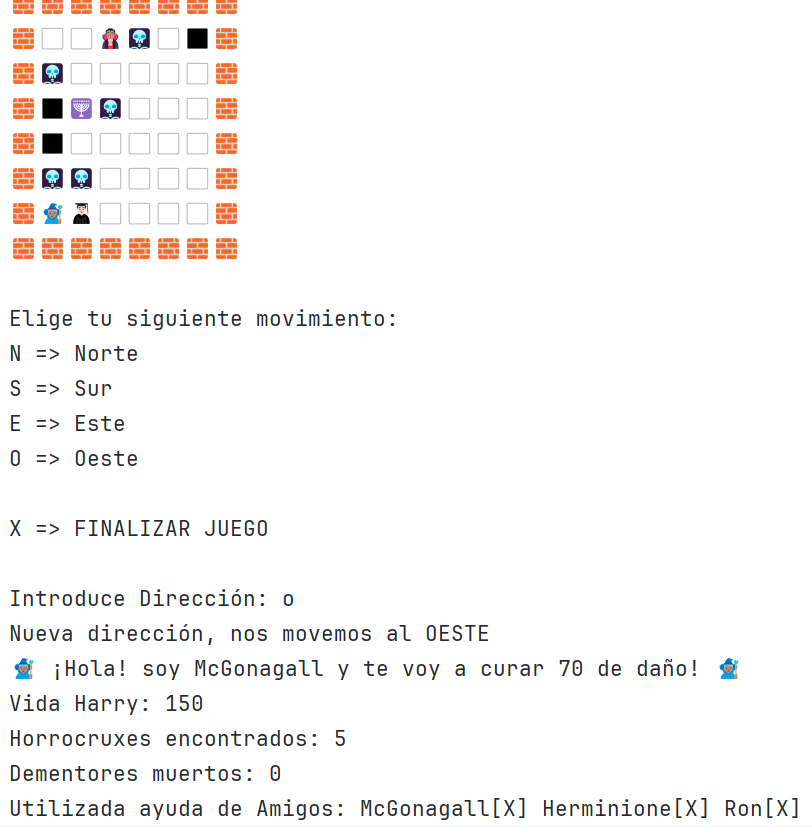 Elige tu siguiente movimiento:
N => Norte
S => Sur
E => Este
O => Oeste
X => FINALIZAR JUEGO
Introduce Dirección: o
Nueva dirección, nos movemos al OESTE
¡Hola! soy McGonagall y te voy a curar 70 de daño!
Vida Harry: 150
Horrocruxes encontrados: 5
Dementores muertos: 0
Utilizada ayuda de Amigos: McGonagall[X] Herminione[X] Ron[X]